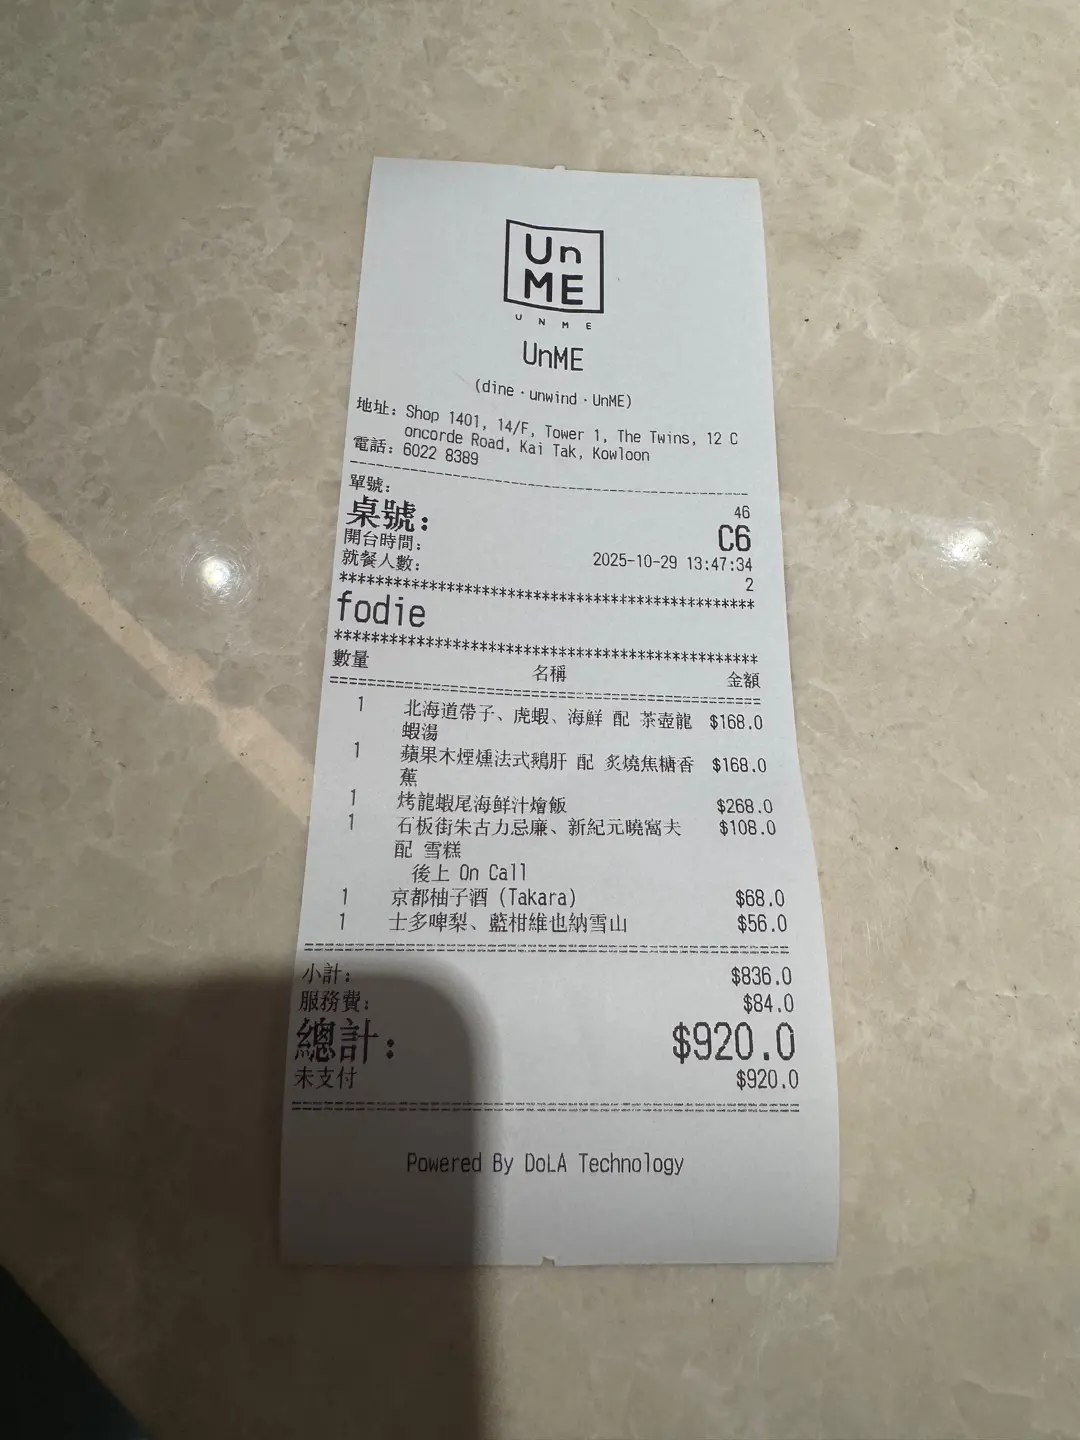 Un
ME
UNME
UnME
(dine · unwind · UnME)
地址: Shop 1401, 14/F, Tower 1, The Twins, 12 C
oncorde Road, Kai Tak, Kowloon
電話: 6022 8389
單號: 46
桌號: C6
開台時間: 2025-10-29 13:47:34
就餐人數: 2
************************************************
fodie
************************************************
數量 名稱 金額
1 北海道帶子、虎蝦、海鮮 配 茶壺龍 $168.0
蝦湯
1 蘋果木煙燻法式鵝肝 配 炙燒焦糖香 $168.0
蕉
1 烤龍蝦尾海鮮汁燴飯 $268.0
1 石板街朱古力忌廉、新紀元曉窩夫 $108.0
配 雪糕
後上 On Call
1 京都柚子酒 (Takara) $68.0
1 士多啤梨、藍柑維也納雪山 $56.0
小計: $836.0
服務費: $84.0
總計: $920.0
未支付 $920.0
Powered By DoLA Technology